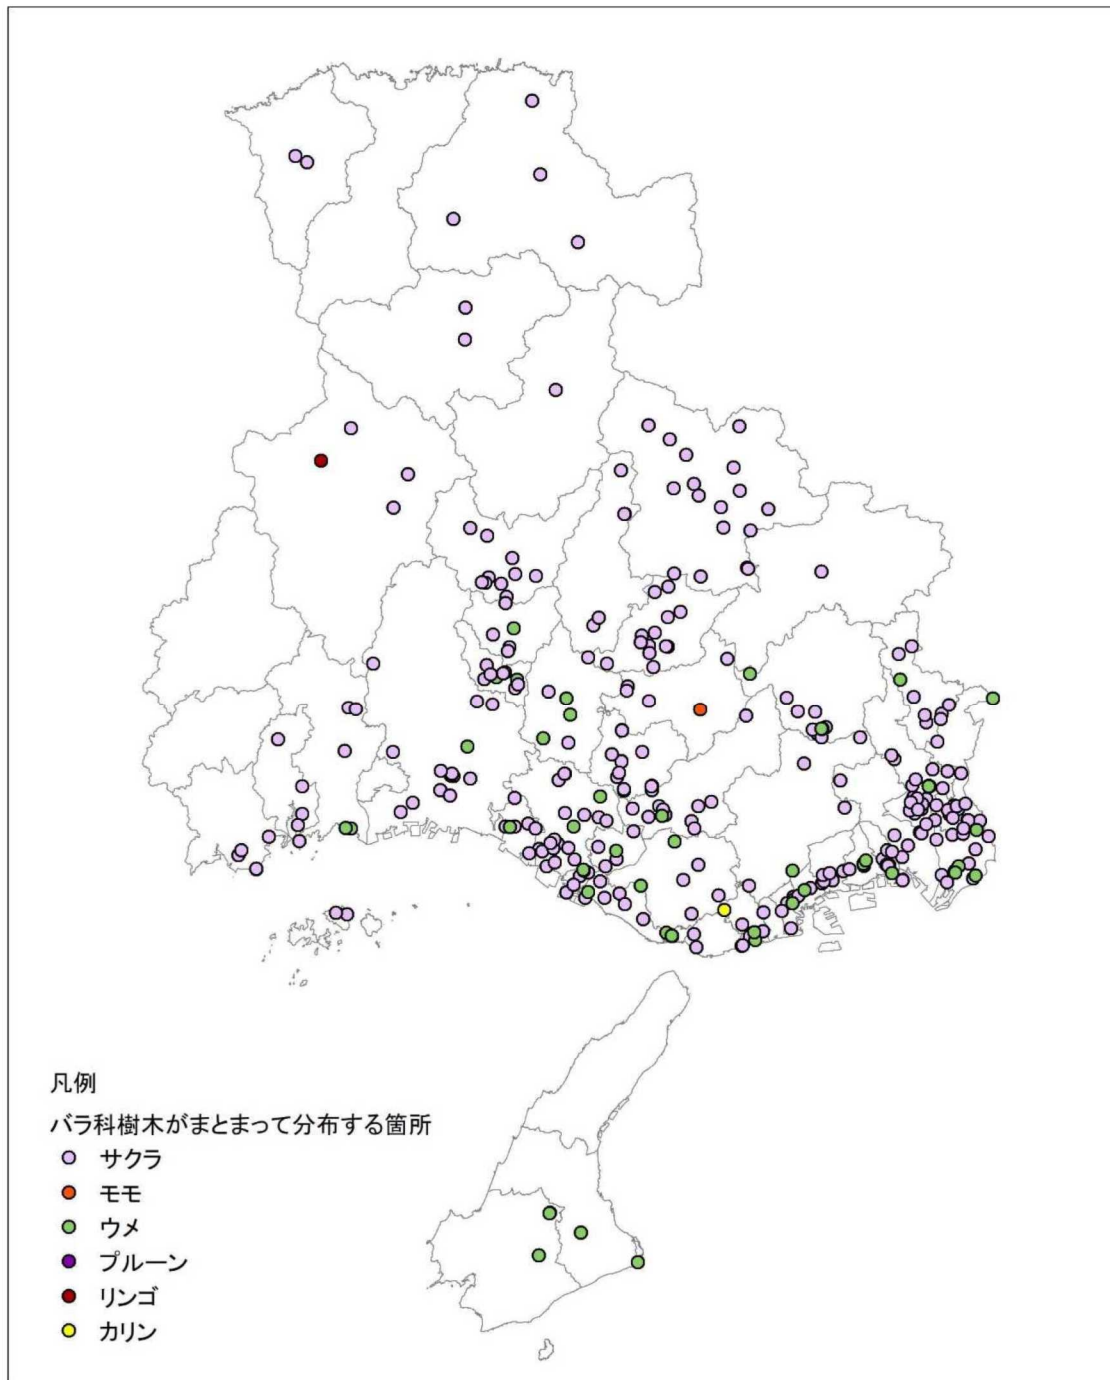 凡例
バラ科樹木がまとまって分布する箇所
サクラ
モモ
ウメ
プルーン
リンゴ
カリン